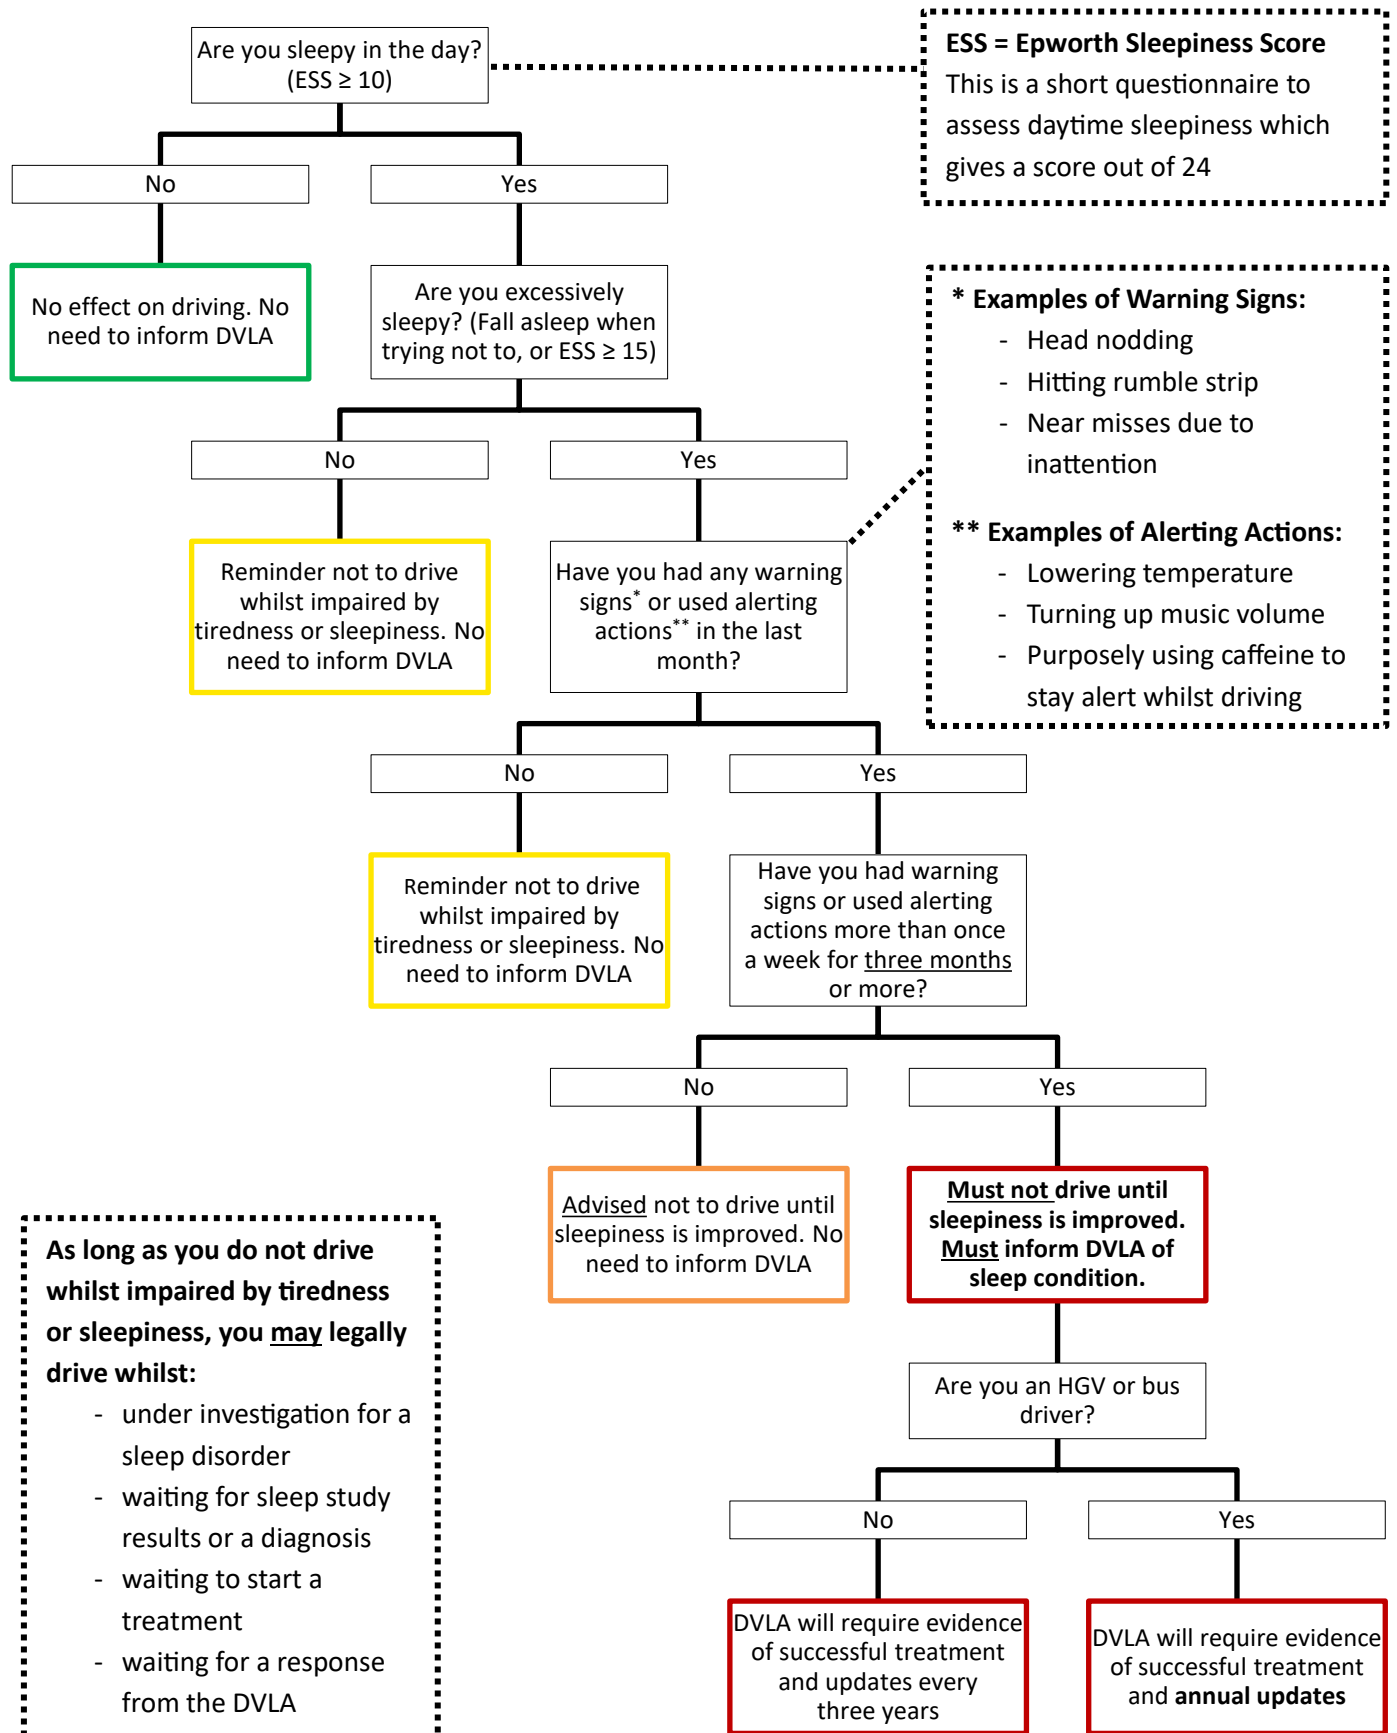 Are you sleepy in the day?
(ESS ≥ 10)
ESS = Epworth Sleepiness Score
This is a short questionnaire to
assess daytime sleepiness which
gives a score out of 24
No
Yes
No effect on driving. No
need to inform DVLA
Are you excessively
sleepy? (Fall asleep when
trying not to, or ESS ≥ 15)
* Examples of Warning Signs:
- Head nodding
- Hitting rumble strip
- Near misses due to
inattention
** Examples of Alerting Actions:
- Lowering temperature
- Turning up music volume
- Purposely using caffeine to
stay alert whilst driving
No
Yes
Reminder not to drive
whilst impaired by
tiredness or sleepiness. No
need to inform DVLA
Have you had any warning
signs* or used alerting
actions** in the last
month?
No
Yes
Reminder not to drive
whilst impaired by
tiredness or sleepiness. No
need to inform DVLA
Have you had warning
signs or used alerting
actions more than once
a week for three months
or more?
No
Yes
Advised not to drive until
sleepiness is improved. No
need to inform DVLA
Must not drive until
sleepiness is improved.
Must inform DVLA of
sleep condition.
As long as you do not drive
whilst impaired by tiredness
or sleepiness, you may legally
drive whilst:
- under investigation for a
sleep disorder
- waiting for sleep study
results or a diagnosis
- waiting to start a
treatment
- waiting for a response
from the DVLA
Are you an HGV or bus
driver?
No
Yes
DVLA will require evidence
of successful treatment
and updates every
three years
DVLA will require evidence
of successful treatment
and annual updates